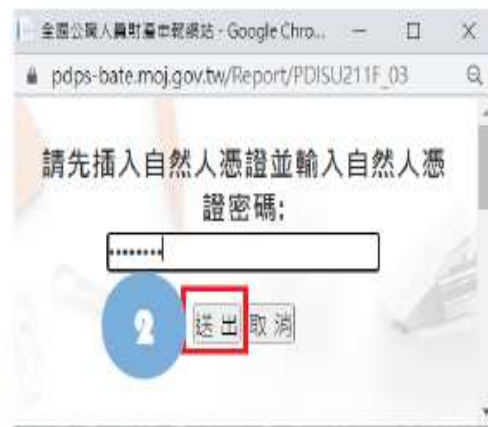 全國公職人員財產申報網站 - Google Chro...
pdps-bate.moj.gov.tw/Report/PDISU211F_03
請先插入自然人憑證並輸入自然人憑
證密碼:
........
2
送出 取消